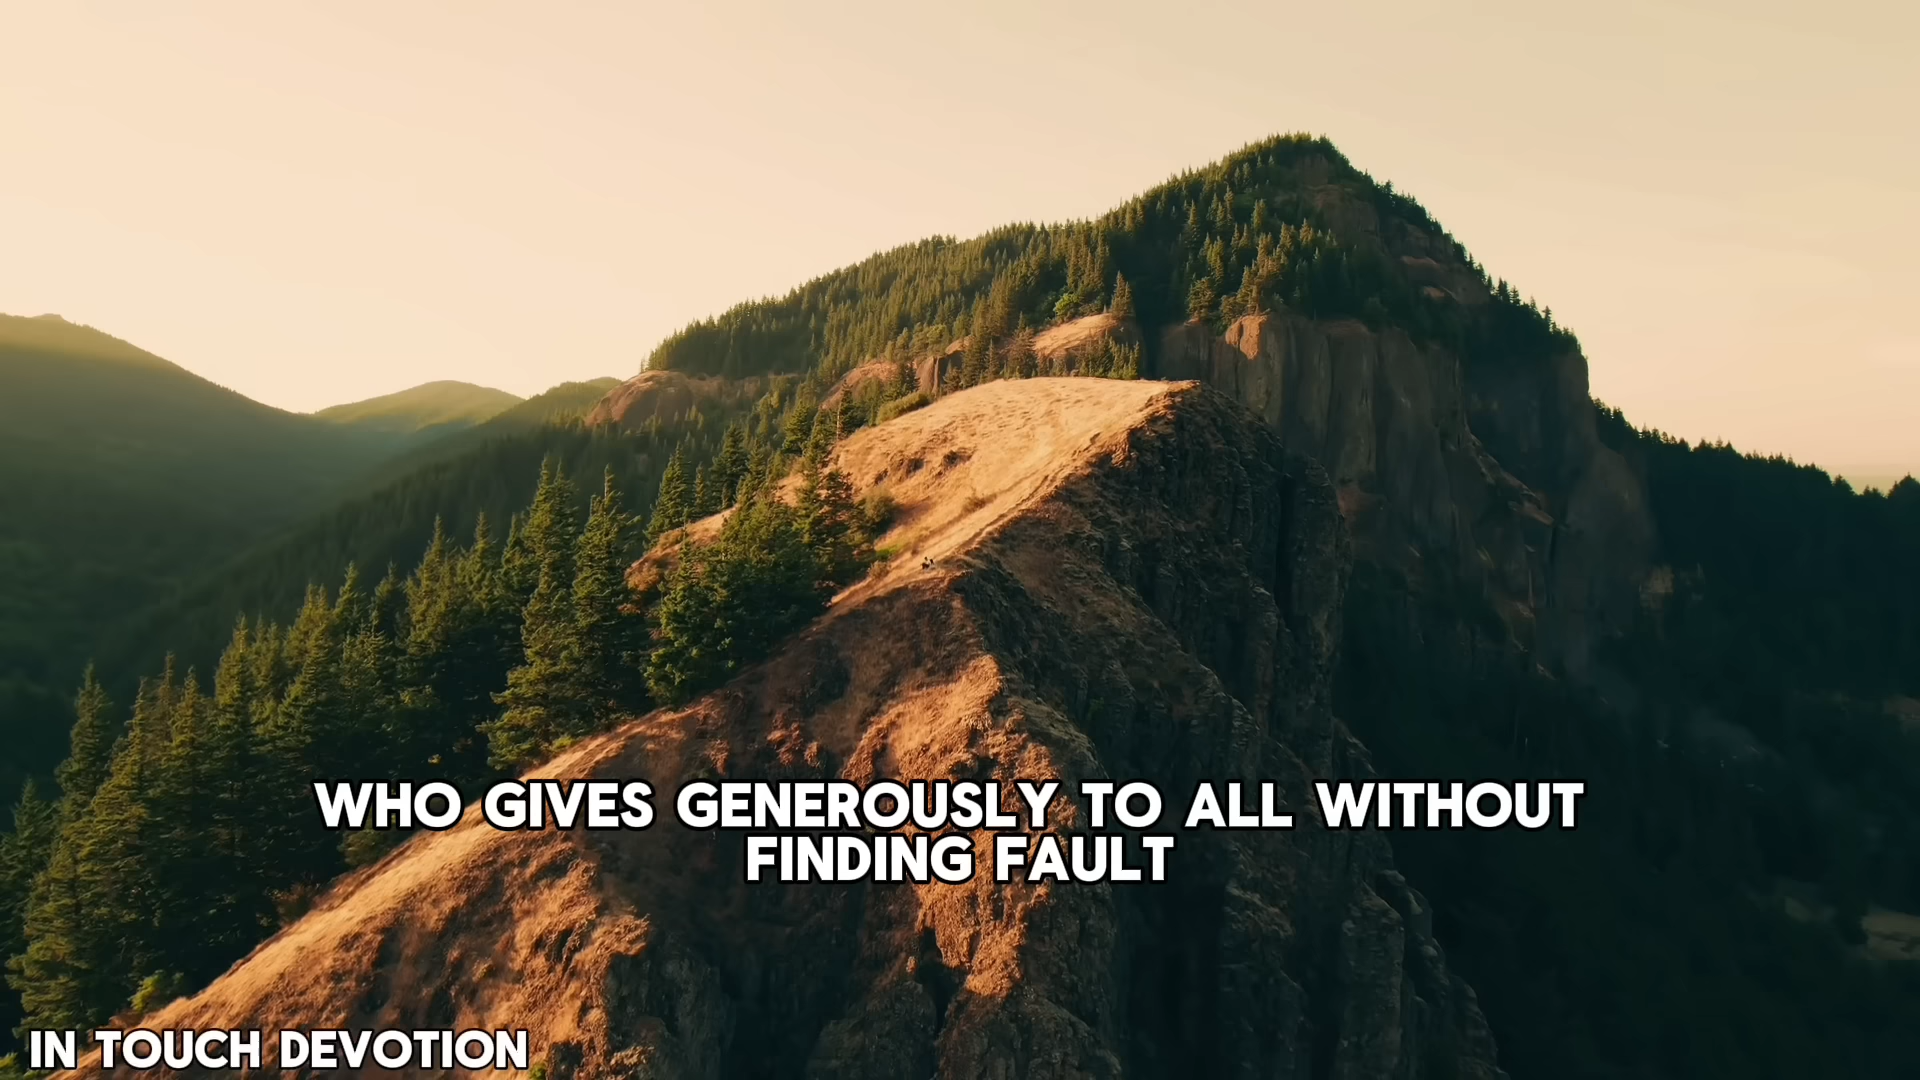 WHO GIVES GENEROUSLY TO ALL WITHOUT
FINDING FAULT
IN TOUCH DEVOTION